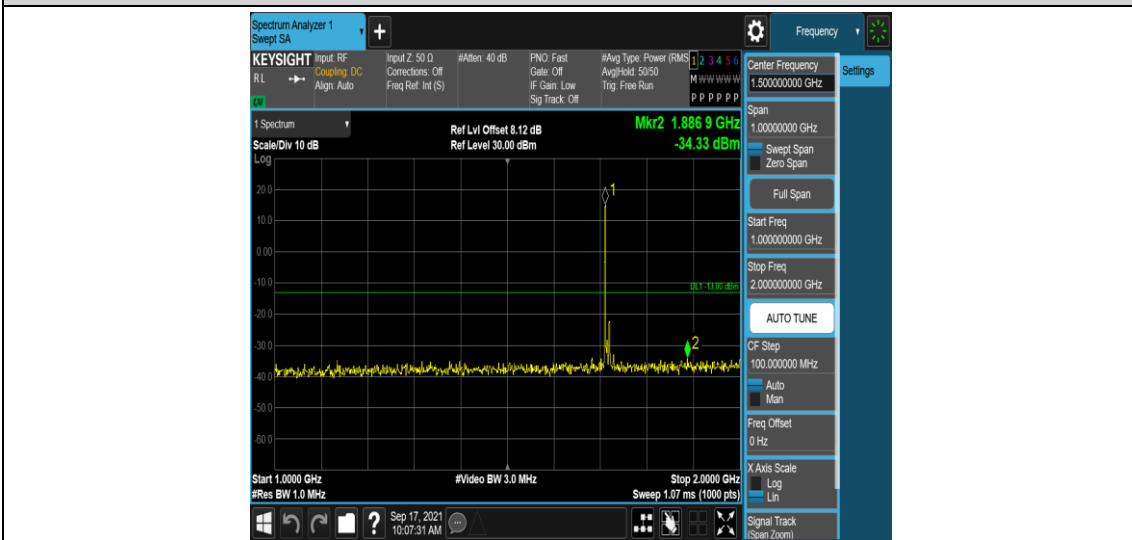 Spectrum Analyzer 1
Swept SA
+
Frequency
KEYSIGHT
RL
LW
Input: RF
Coupling: DC
Align: Auto
Input Z: 50 Ω
Corrections: Off
Freq Ref: Int (S)
#Atten: 40 dB
PNO: Fast
Gate: Off
IF Gain: Low
Sig Track: Off
#Avg Type: Power (RMS
Avg|Hold: 50/50
Trig: Free Run
1 2 3 4 5 6
M W W W W W
P P P P P P
1 Spectrum
Scale/Div 10 dB
Log
Ref Lvl Offset 8.12 dB
Ref Level 30.00 dBm
Mkr2 1.886 9 GHz
-34.33 dBm
20.0
10.0
0.00
-10.0
-20.0
-30.0
-40.0
-50.0
-60.0
1
DL1 -13.00 dBm
2
Start 1.0000 GHz
#Res BW 1.0 MHz
#Video BW 3.0 MHz
Stop 2.0000 GHz
Sweep 1.07 ms (1000 pts)
Center Frequency
1.500000000 GHz
Settings
Span
1.00000000 GHz
Swept Span
Zero Span
Full Span
Start Freq
1.000000000 GHz
Stop Freq
2.000000000 GHz
AUTO TUNE
CF Step
100.000000 MHz
Auto
Man
Freq Offset
0 Hz
X Axis Scale
Log
Lin
Signal Track
(Span Zoom)
?
Sep 17, 2021
10:07:31 AM